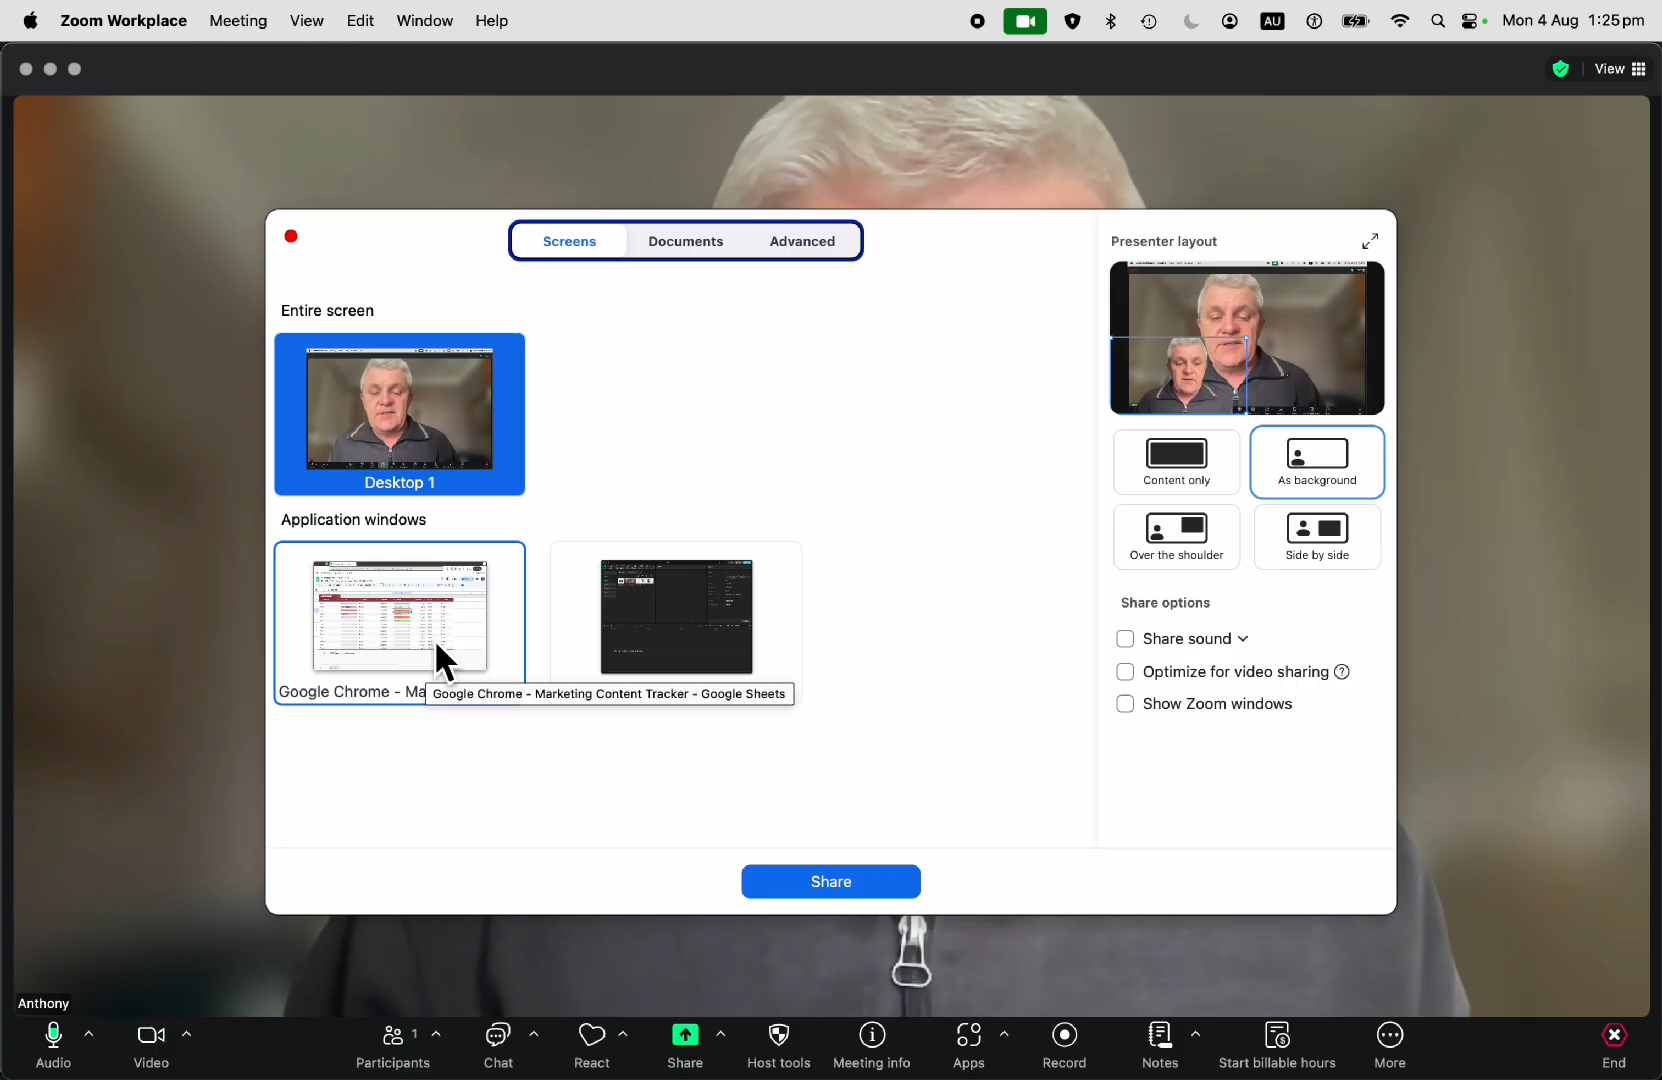 Zoom Workplace Meeting View Edit Window Help AU Mon 4 Aug 1:25 pm
View
Screens Documents Advanced
Presenter layout
Entire screen
Desktop 1
Content only As background
Application windows
Over the shoulder Side by side
Share options
Share sound
Optimize for video sharing ?
Google Chrome - Ma
Google Chrome - Marketing Content Tracker - Google Sheets
Show Zoom windows
Share
Anthony
1
Audio Video Participants Chat React Share Host tools Meeting info Apps Record Notes Start billable hours More End